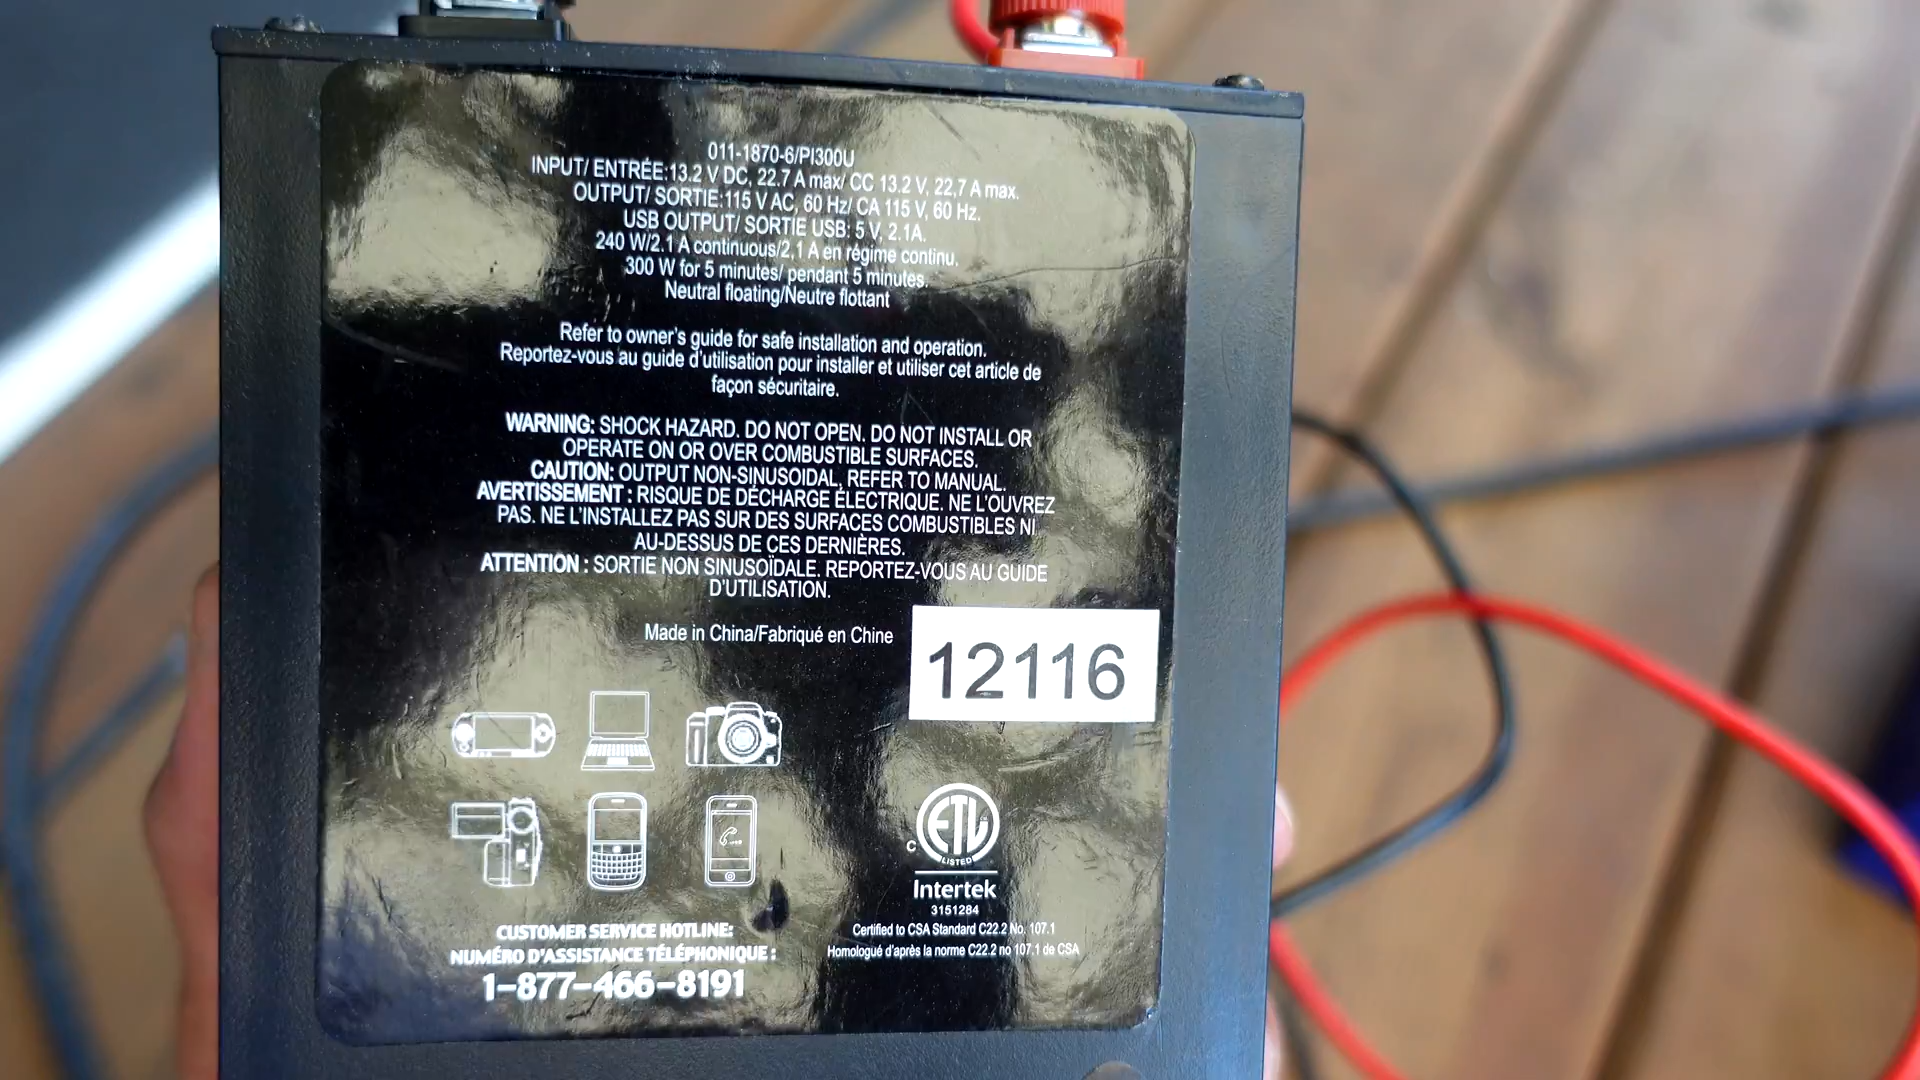 011-1870-6/PI300U
INPUT/ ENTRÉE:13.2 V DC, 22.7 A max/ CC 13.2 V, 22,7 A max.
OUTPUT/ SORTIE:115 V AC, 60 Hz/ CA 115 V, 60 Hz.
USB OUTPUT/ SORTIE USB: 5 V, 2.1A.
240 W/2.1 A continuous/2,1 A en régime continu.
300 W for 5 minutes/ pendant 5 minutes.
Neutral floating/Neutre flottant
Refer to owner's guide for safe installation and operation.
Reportez-vous au guide d'utilisation pour installer et utiliser cet article de
façon sécuritaire.
WARNING: SHOCK HAZARD. DO NOT OPEN. DO NOT INSTALL OR
OPERATE ON OR OVER COMBUSTIBLE SURFACES.
CAUTION: OUTPUT NON-SINUSOIDAL, REFER TO MANUAL.
AVERTISSEMENT : RISQUE DE DÉCHARGE ÉLECTRIQUE. NE L'OUVREZ
PAS. NE L'INSTALLEZ PAS SUR DES SURFACES COMBUSTIBLES NI
AU-DESSUS DE CES DERNIÈRES.
ATTENTION : SORTIE NON SINUSOÏDALE. REPORTEZ-VOUS AU GUIDE
D'UTILISATION.
Made in China/Fabriqué en Chine
12116
C ETL
LISTED
Intertek
3151284
Certified to CSA Standard C22.2 No. 107.1
Homologué d'après la norme C22.2 no 107.1 de CSA
CUSTOMER SERVICE HOTLINE:
NUMÉRO D'ASSISTANCE TÉLÉPHONIQUE :
1-877-466-8191